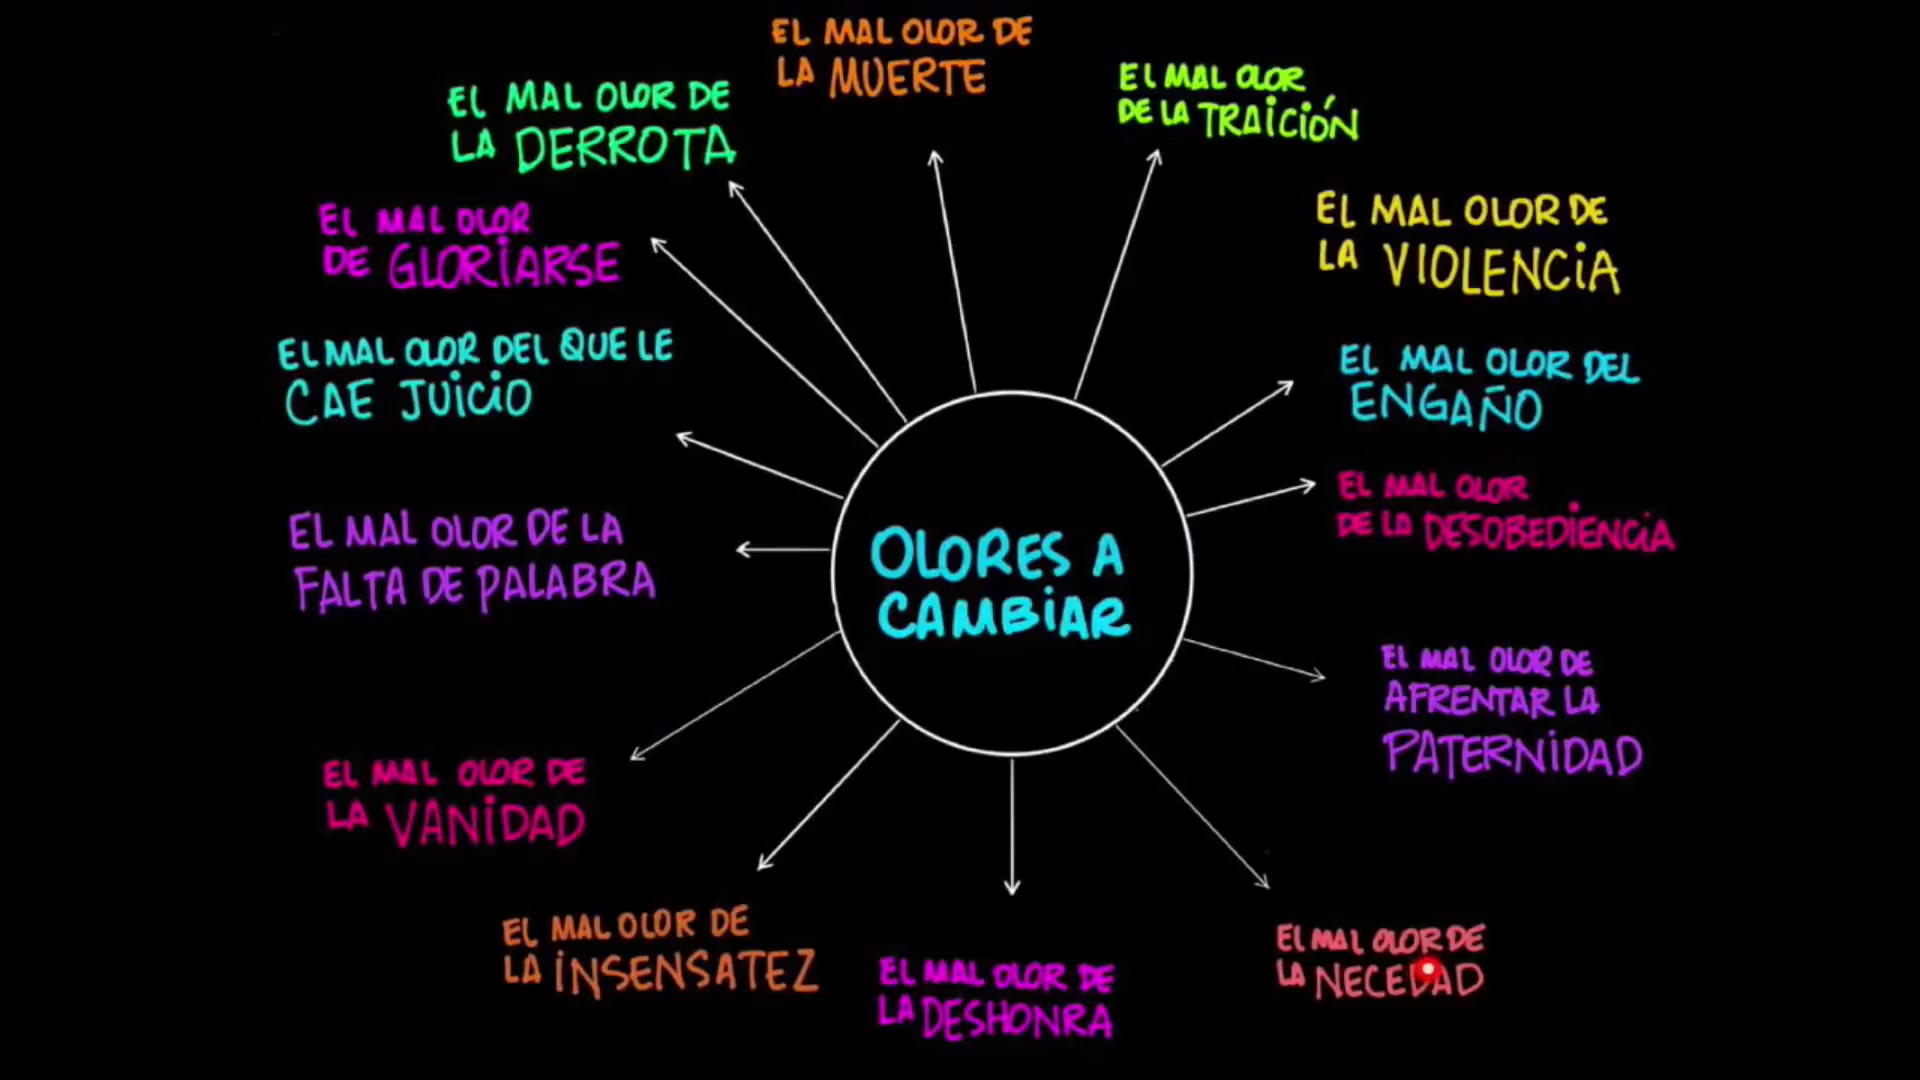 EL MAL OLOR DE
LA MUERTE
EL MAL OLOR
DE LA TRAICIÓN
EL MAL OLOR DE
LA VIOLENCIA
EL MAL OLOR DEL
ENGAÑO
EL MAL OLOR
DE LA DESOBEDIENCIA
EL MAL OLOR DE
AFRENTAR LA
PATERNIDAD
EL MAL OLOR DE
LA NECEDAD
EL MAL OLOR DE
LA DESHONRA
EL MAL OLOR DE
LA INSENSATEZ
EL MAL OLOR DE
LA VANIDAD
EL MAL OLOR DE LA
FALTA DE PALABRA
EL MAL OLOR DEL QUE LE
CAE JUICIO
EL MAL OLOR
DE GLORIARSE
EL MAL OLOR DE
LA DERROTA
OLORES A
CAMBIAR